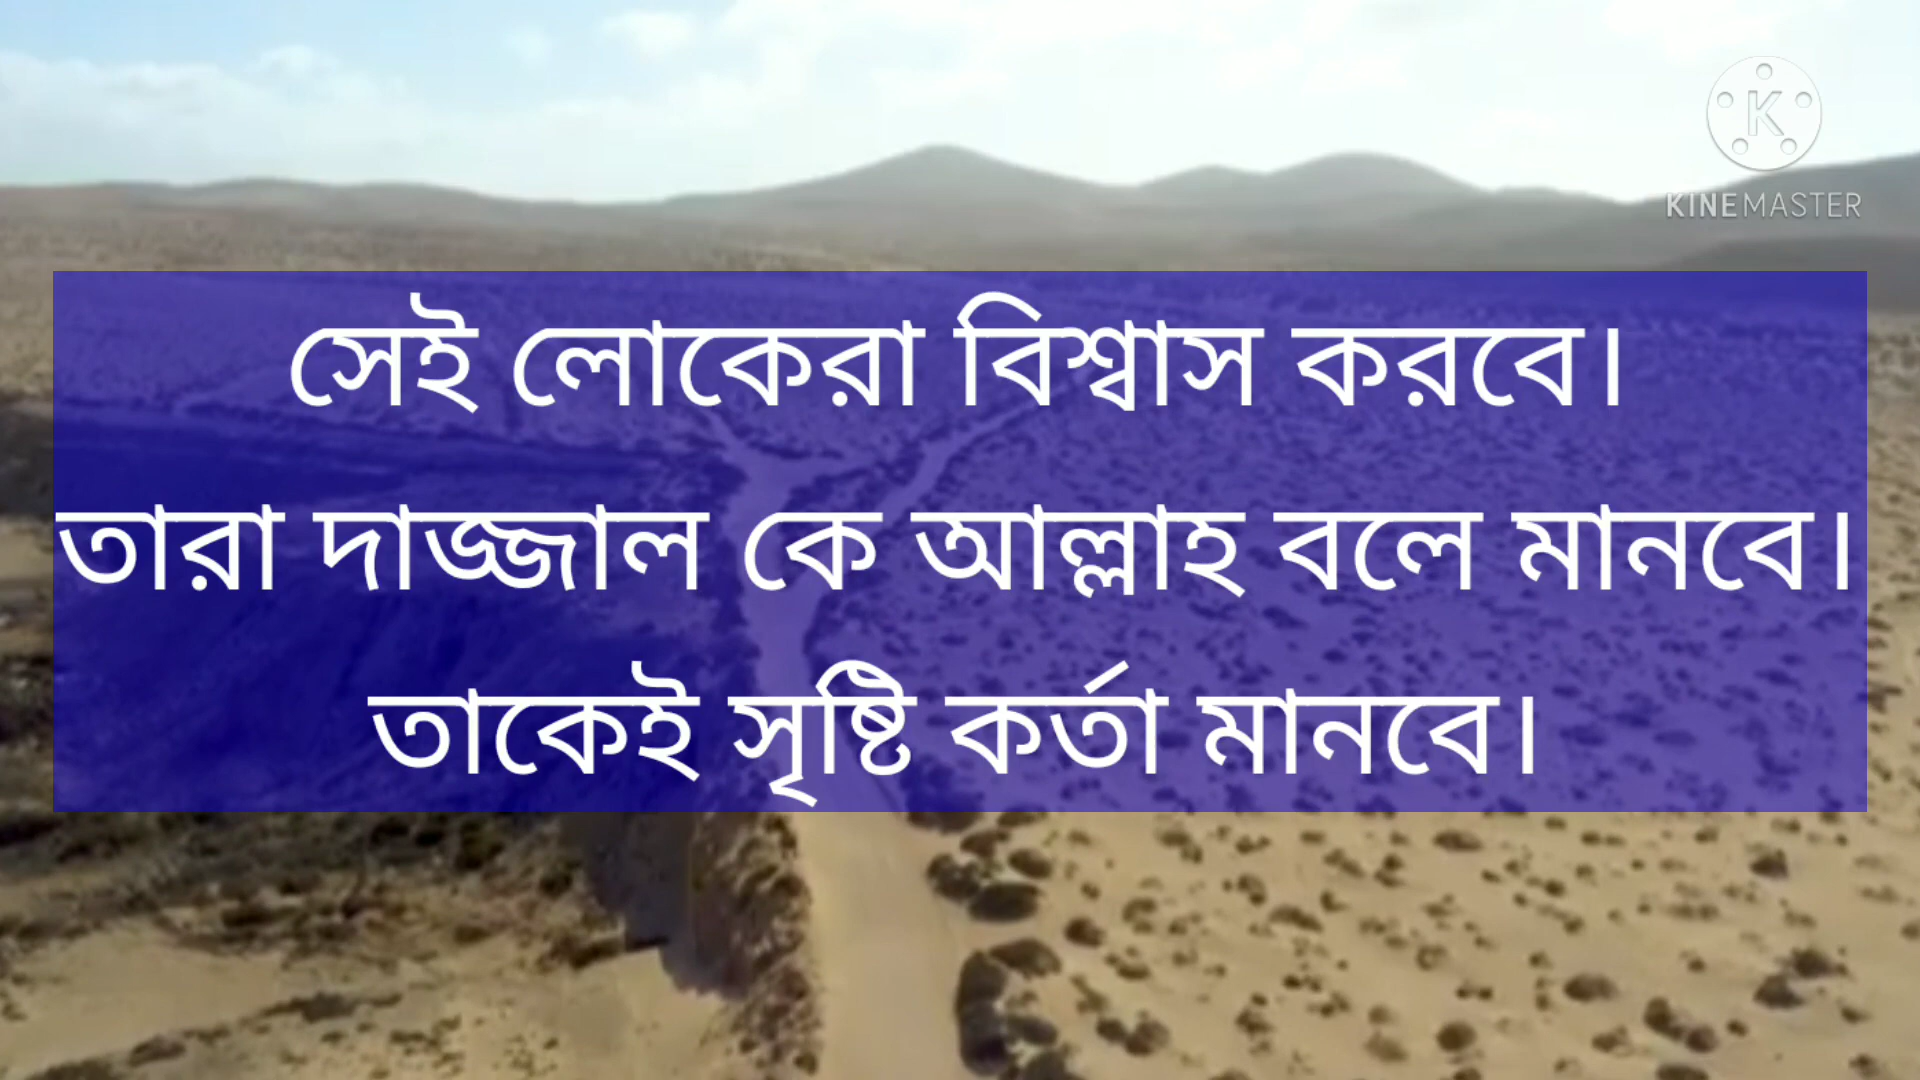 KINEMASTER
সেই লোকেরা বিশ্বাস করবে।
তারা দাজ্জাল কে আল্লাহ বলে মানবে।
তাকেই সৃষ্টি কর্তা মানবে।